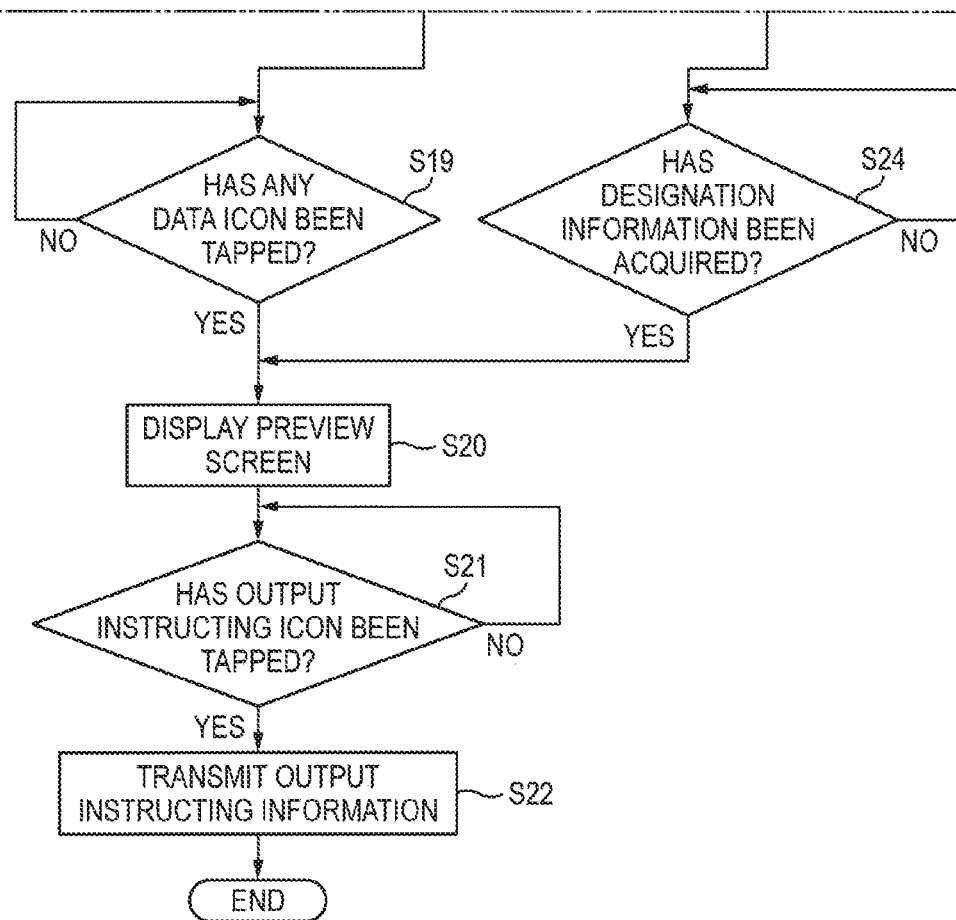 S19
HAS ANY
DATA ICON BEEN
TAPPED?
NO
YES
S24
HAS
DESIGNATION
INFORMATION BEEN
ACQUIRED?
NO
YES
DISPLAY PREVIEW
SCREEN
S20
S21
HAS OUTPUT
INSTRUCTING ICON BEEN
TAPPED?
NO
YES
TRANSMIT OUTPUT
INSTRUCTING INFORMATION
S22
END